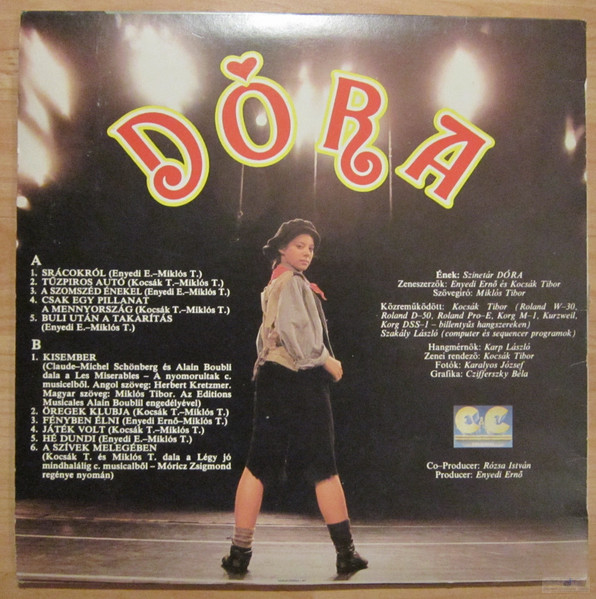 DÓRA
A
1. SRÁCOKRÓL (Enyedi E.–Miklós T.)
2. TŰZPIROS AUTÓ (Kocsák T.–Miklós T.)
3. A SZOMSZÉD ÉNEKEL (Enyedi E.–Miklós T.)
4. CSAK EGY PILLANAT
A MENNYORSZÁG (Kocsák T.–Miklós T.)
5. BULI UTÁN A TAKARÍTÁS
(Enyedi E.–Miklós T.)
B
1. KISEMBER
(Claude–Michel Schönberg és Alain Boubli
dala a Les Miserables – A nyomorultak c.
musicelből. Angol szöveg: Herbert Kretzmer.
Magyar szöveg: Miklós Tibor. Az Editions
Musicales Alain Boublil engedélyével)
2. ÖREGEK KLUBJA (Kocsák T.–Miklós T.)
3. FÉNYBEN ÉLNI (Enyedi Ernő–Miklós T.)
4. JÁTÉK VOLT (Kocsák T.–Miklós T.)
5. HÉ DUNDI (Enyedi E.–Miklós T.)
6. A SZÍVEK MELEGÉBEN
(Kocsák T. és Miklós T. dala a Légy jó
mindhalálig c. musicalből – Móricz Zsigmond
regénye nyomán)
Ének: Szinetár DÓRA
Zeneszerzők: Enyedi Ernő és Kocsák Tibor
Szövegíró: Miklós Tibor
Közreműködött: Kocsák Tibor (Roland W–30,
Roland D–50, Roland Pro–E, Korg M–1, Kurzweil,
Korg DSS–1 – billentyűs hangszereken)
Szakály László (computer és sequencer programok)
Hangmérnök: Karp László
Zenei rendező: Kocsák Tibor
Fotók: Karalyos József
Grafika: Czifferszky Béla
Co–Producer: Rózsa István
Producer: Enyedi Ernő